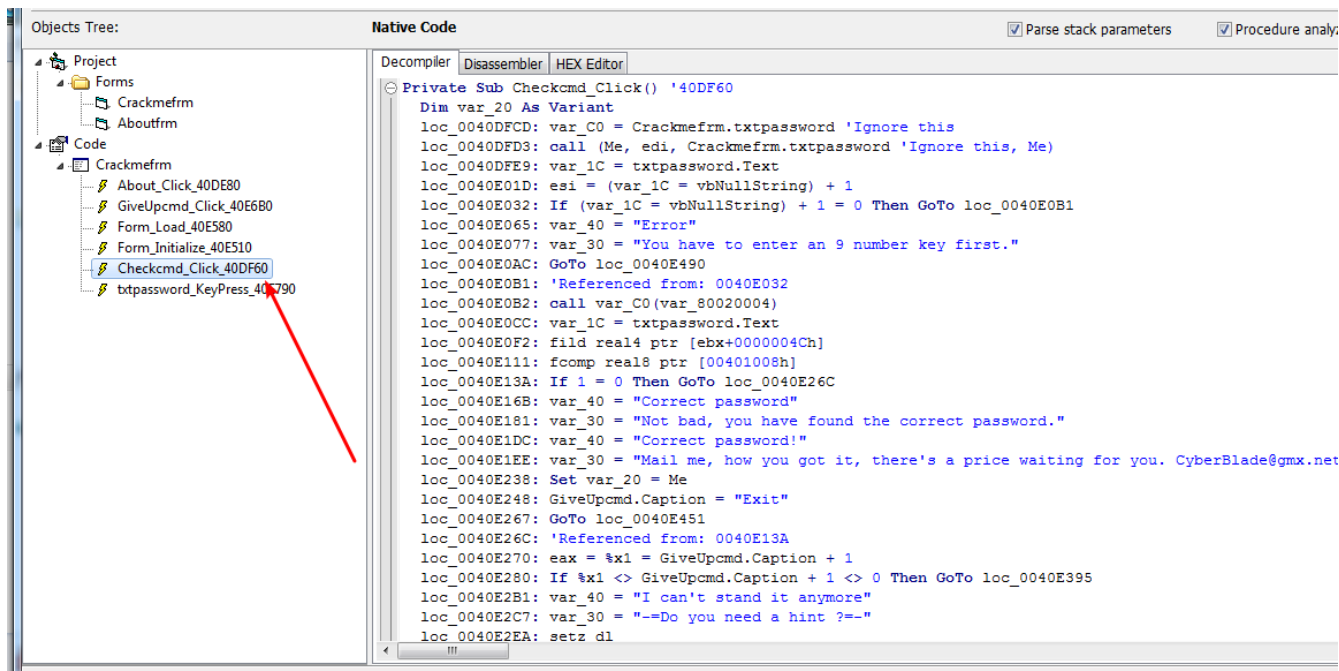 Objects Tree:
Native Code
Parse stack parameters
Procedure analyz
Project
Forms
Crackmefrm
Aboutfrm
Code
Crackmefrm
About_Click_40DE80
GiveUpcmd_Click_40E6B0
Form_Load_40E580
Form_Initialize_40E510
Checkcmd_Click_40DF60
txtpassword_KeyPress_40E790
Decompiler Disassembler HEX Editor
Private Sub Checkcmd_Click() '40DF60
Dim var_20 As Variant
loc_0040DFCD: var_C0 = Crackmefrm.txtpassword 'Ignore this
loc_0040DFD3: call (Me, edi, Crackmefrm.txtpassword 'Ignore this, Me)
loc_0040DFE9: var_1C = txtpassword.Text
loc_0040E01D: esi = (var_1C = vbNullString) + 1
loc_0040E032: If (var_1C = vbNullString) + 1 = 0 Then GoTo loc_0040E0B1
loc_0040E065: var_40 = "Error"
loc_0040E077: var_30 = "You have to enter an 9 number key first."
loc_0040E0AC: GoTo loc_0040E490
loc_0040E0B1: 'Referenced from: 0040E032
loc_0040E0B2: call var_C0(var_80020004)
loc_0040E0CC: var_1C = txtpassword.Text
loc_0040E0F2: fild real4 ptr [ebx+0000004Ch]
loc_0040E111: fcomp real8 ptr [00401008h]
loc_0040E13A: If 1 = 0 Then GoTo loc_0040E26C
loc_0040E16B: var_40 = "Correct password"
loc_0040E181: var_30 = "Not bad, you have found the correct password."
loc_0040E1DC: var_40 = "Correct password!"
loc_0040E1EE: var_30 = "Mail me, how you got it, there's a price waiting for you. CyberBlade@gmx.net
loc_0040E238: Set var_20 = Me
loc_0040E248: GiveUpcmd.Caption = "Exit"
loc_0040E267: GoTo loc_0040E451
loc_0040E26C: 'Referenced from: 0040E13A
loc_0040E270: eax = %x1 = GiveUpcmd.Caption + 1
loc_0040E280: If %x1 <> GiveUpcmd.Caption + 1 <> 0 Then GoTo loc_0040E395
loc_0040E2B1: var_40 = "I can't stand it anymore"
loc_0040E2C7: var_30 = "-=Do you need a hint ?=-"
loc_0040E2EA: setz dl